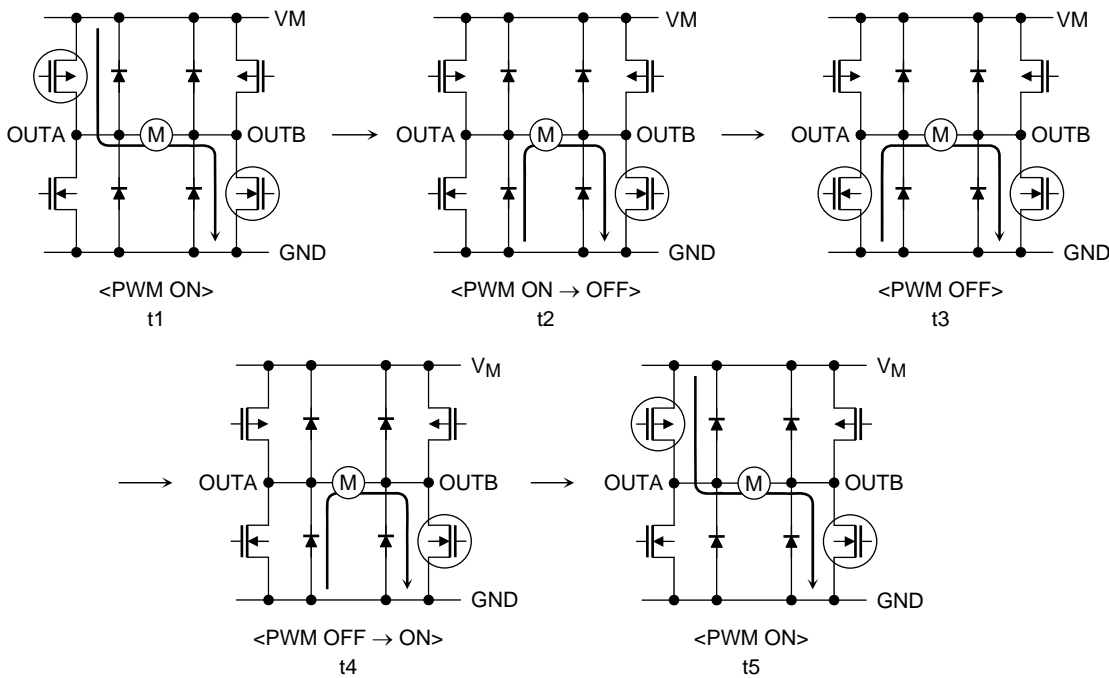 VM
VM
VM
OUTA
M
OUTB
OUTA
M
OUTB
OUTA
M
OUTB
GND
GND
GND
<PWM ON>
<PWM ON → OFF>
<PWM OFF>
t1
t2
t3
VM
VM
OUTA
M
OUTB
OUTA
M
OUTB
GND
GND
<PWM OFF → ON>
<PWM ON>
t4
t5